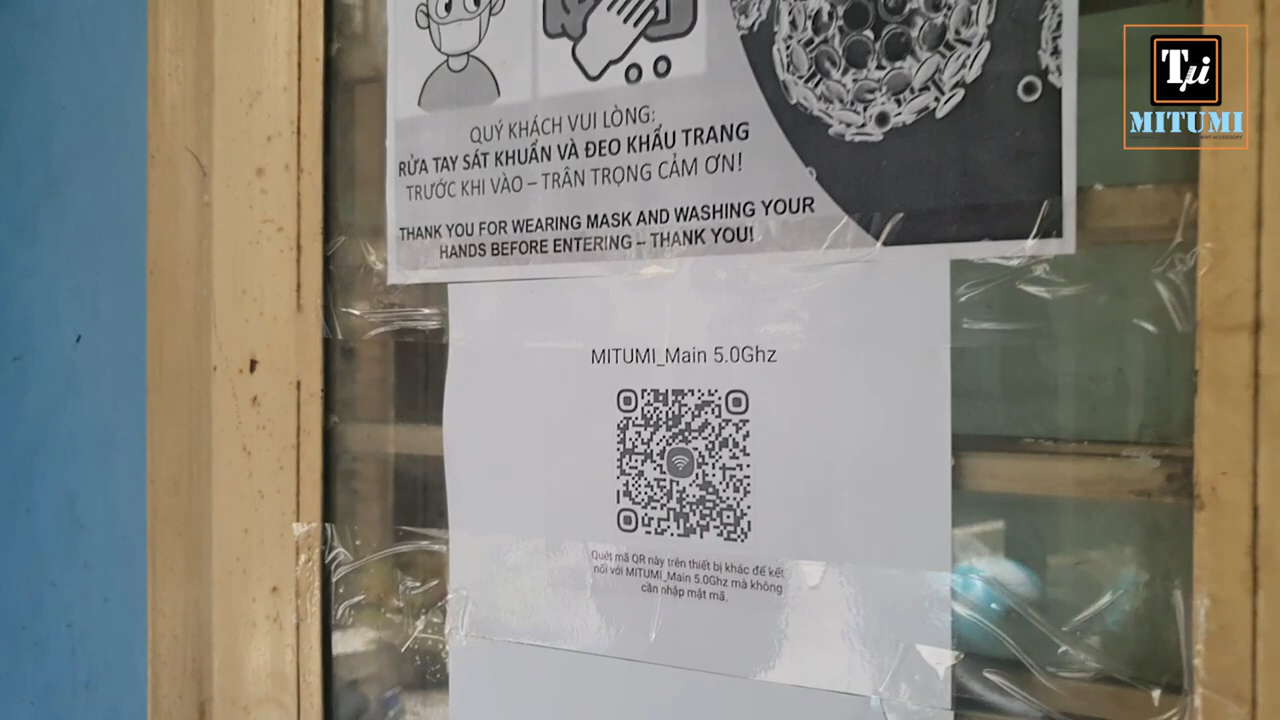 Tµi
MITUMI
QUÝ KHÁCH VUI LÒNG:
RỬA TAY SÁT KHUẨN VÀ ĐEO KHẨU TRANG
TRƯỚC KHI VÀO – TRÂN TRỌNG CẢM ƠN!
THANK YOU FOR WEARING MASK AND WASHING YOUR
HANDS BEFORE ENTERING – THANK YOU!
MITUMI_Main 5.0Ghz
Quét mã QR này trên thiết bị khác để kết
nối với MITUMI_Main 5.0Ghz mà không
cần nhập mật mã.